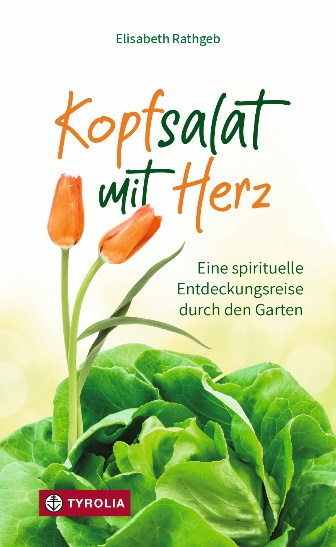 Elisabeth Rathgeb
Kopfsalat
mit Herz
Eine spirituelle
Entdeckungsreise
durch den Garten
TYROLIA